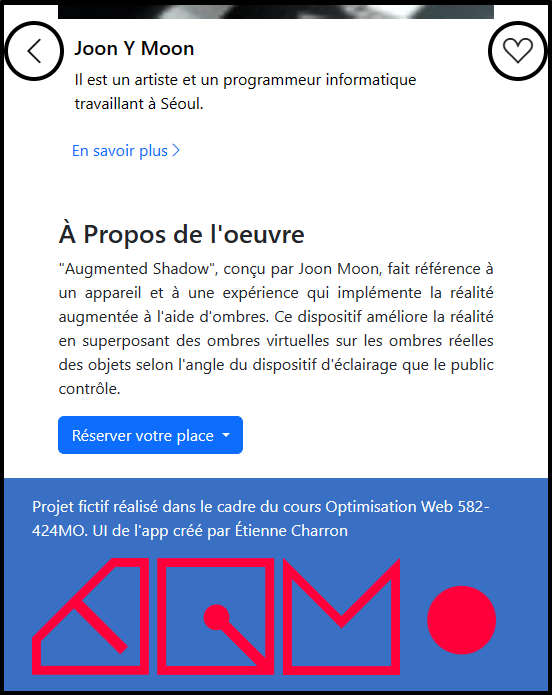 Joon Y Moon
Il est un artiste et un programmeur informatique
travaillant à Séoul.
En savoir plus
À Propos de l'oeuvre
"Augmented Shadow", conçu par Joon Moon, fait référence à
un appareil et à une expérience qui implémente la réalité
augmentée à l'aide d'ombres. Ce dispositif améliore la réalité
en superposant des ombres virtuelles sur les ombres réelles
des objets selon l'angle du dispositif d'éclairage que le public
contrôle.
Réserver votre place
Projet fictif réalisé dans le cadre du cours Optimisation Web 582-
424MO. UI de l'app créé par Étienne Charron